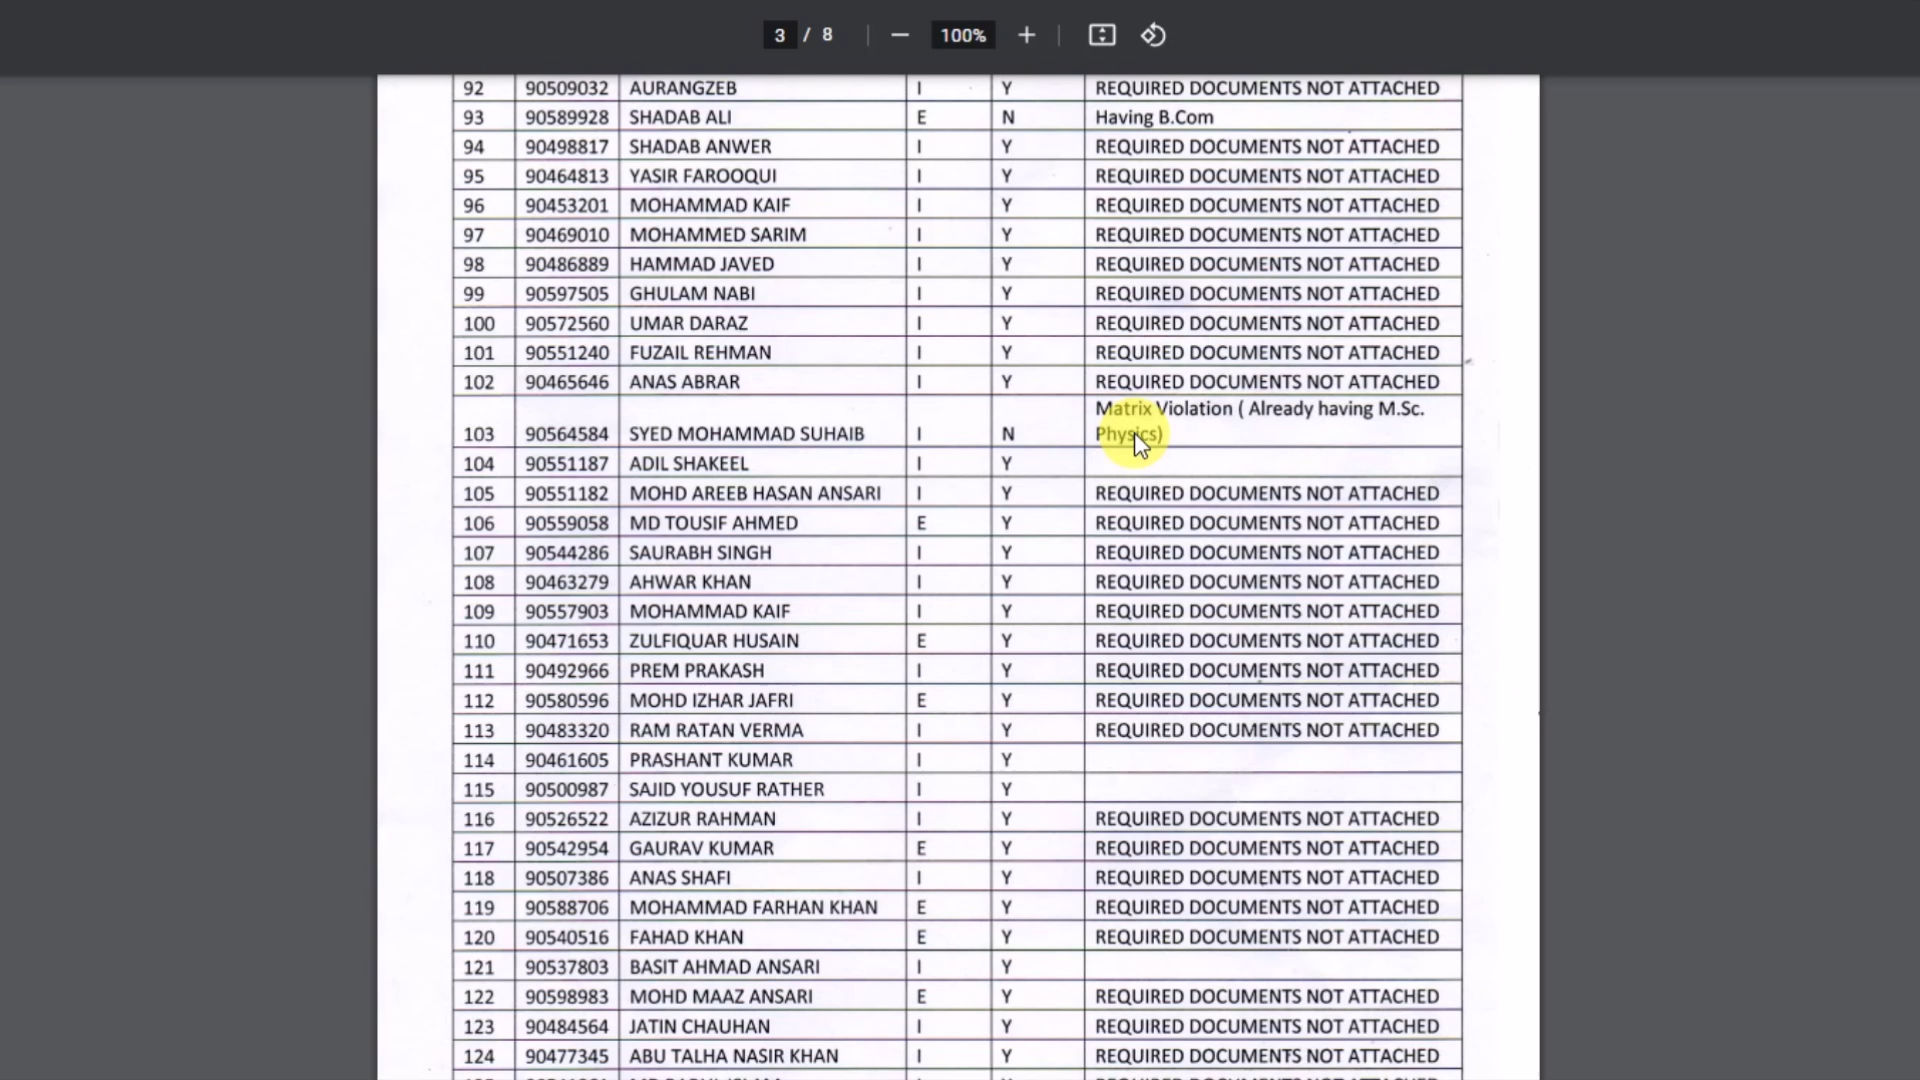 3 / 8 100%
92 90509032 AURANGZEB I Y REQUIRED DOCUMENTS NOT ATTACHED
93 90589928 SHADAB ALI E N Having B.Com
94 90498817 SHADAB ANWER I Y REQUIRED DOCUMENTS NOT ATTACHED
95 90464813 YASIR FAROOQUI I Y REQUIRED DOCUMENTS NOT ATTACHED
96 90453201 MOHAMMAD KAIF I Y REQUIRED DOCUMENTS NOT ATTACHED
97 90469010 MOHAMMED SARIM I Y REQUIRED DOCUMENTS NOT ATTACHED
98 90486889 HAMMAD JAVED I Y REQUIRED DOCUMENTS NOT ATTACHED
99 90597505 GHULAM NABI I Y REQUIRED DOCUMENTS NOT ATTACHED
100 90572560 UMAR DARAZ I Y REQUIRED DOCUMENTS NOT ATTACHED
101 90551240 FUZAIL REHMAN I Y REQUIRED DOCUMENTS NOT ATTACHED
102 90465646 ANAS ABRAR I Y REQUIRED DOCUMENTS NOT ATTACHED
Matrix Violation ( Already having M.Sc.
103 90564584 SYED MOHAMMAD SUHAIB I N Physics)
104 90551187 ADIL SHAKEEL I Y
105 90551182 MOHD AREEB HASAN ANSARI I Y REQUIRED DOCUMENTS NOT ATTACHED
106 90559058 MD TOUSIF AHMED E Y REQUIRED DOCUMENTS NOT ATTACHED
107 90544286 SAURABH SINGH I Y REQUIRED DOCUMENTS NOT ATTACHED
108 90463279 AHWAR KHAN I Y REQUIRED DOCUMENTS NOT ATTACHED
109 90557903 MOHAMMAD KAIF I Y REQUIRED DOCUMENTS NOT ATTACHED
110 90471653 ZULFIQUAR HUSAIN E Y REQUIRED DOCUMENTS NOT ATTACHED
111 90492966 PREM PRAKASH I Y REQUIRED DOCUMENTS NOT ATTACHED
112 90580596 MOHD IZHAR JAFRI E Y REQUIRED DOCUMENTS NOT ATTACHED
113 90483320 RAM RATAN VERMA I Y REQUIRED DOCUMENTS NOT ATTACHED
114 90461605 PRASHANT KUMAR I Y
115 90500987 SAJID YOUSUF RATHER I Y
116 90526522 AZIZUR RAHMAN I Y REQUIRED DOCUMENTS NOT ATTACHED
117 90542954 GAURAV KUMAR E Y REQUIRED DOCUMENTS NOT ATTACHED
118 90507386 ANAS SHAFI I Y REQUIRED DOCUMENTS NOT ATTACHED
119 90588706 MOHAMMAD FARHAN KHAN E Y REQUIRED DOCUMENTS NOT ATTACHED
120 90540516 FAHAD KHAN E Y REQUIRED DOCUMENTS NOT ATTACHED
121 90537803 BASIT AHMAD ANSARI I Y
122 90598983 MOHD MAAZ ANSARI E Y REQUIRED DOCUMENTS NOT ATTACHED
123 90484564 JATIN CHAUHAN I Y REQUIRED DOCUMENTS NOT ATTACHED
124 90477345 ABU TALHA NASIR KHAN I Y REQUIRED DOCUMENTS NOT ATTACHED